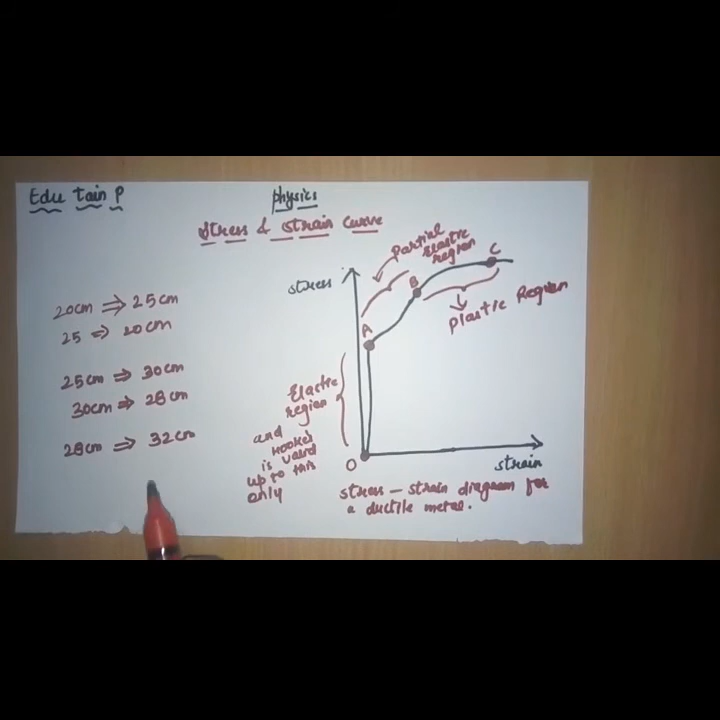 Edu Tain P
physics
Stress & strain curve
20cm ⇒ 25cm
25 ⇒ 20cm
25cm ⇒ 30cm
30cm ⇒ 28cm
28cm ⇒ 32cm
stress
Partial
elastic
region
A
B
C
Plastic Region
Elastic
region
and
Hookes
is valid
up to this
only
O
strain
stress – strain diagram for
a ductile metal.